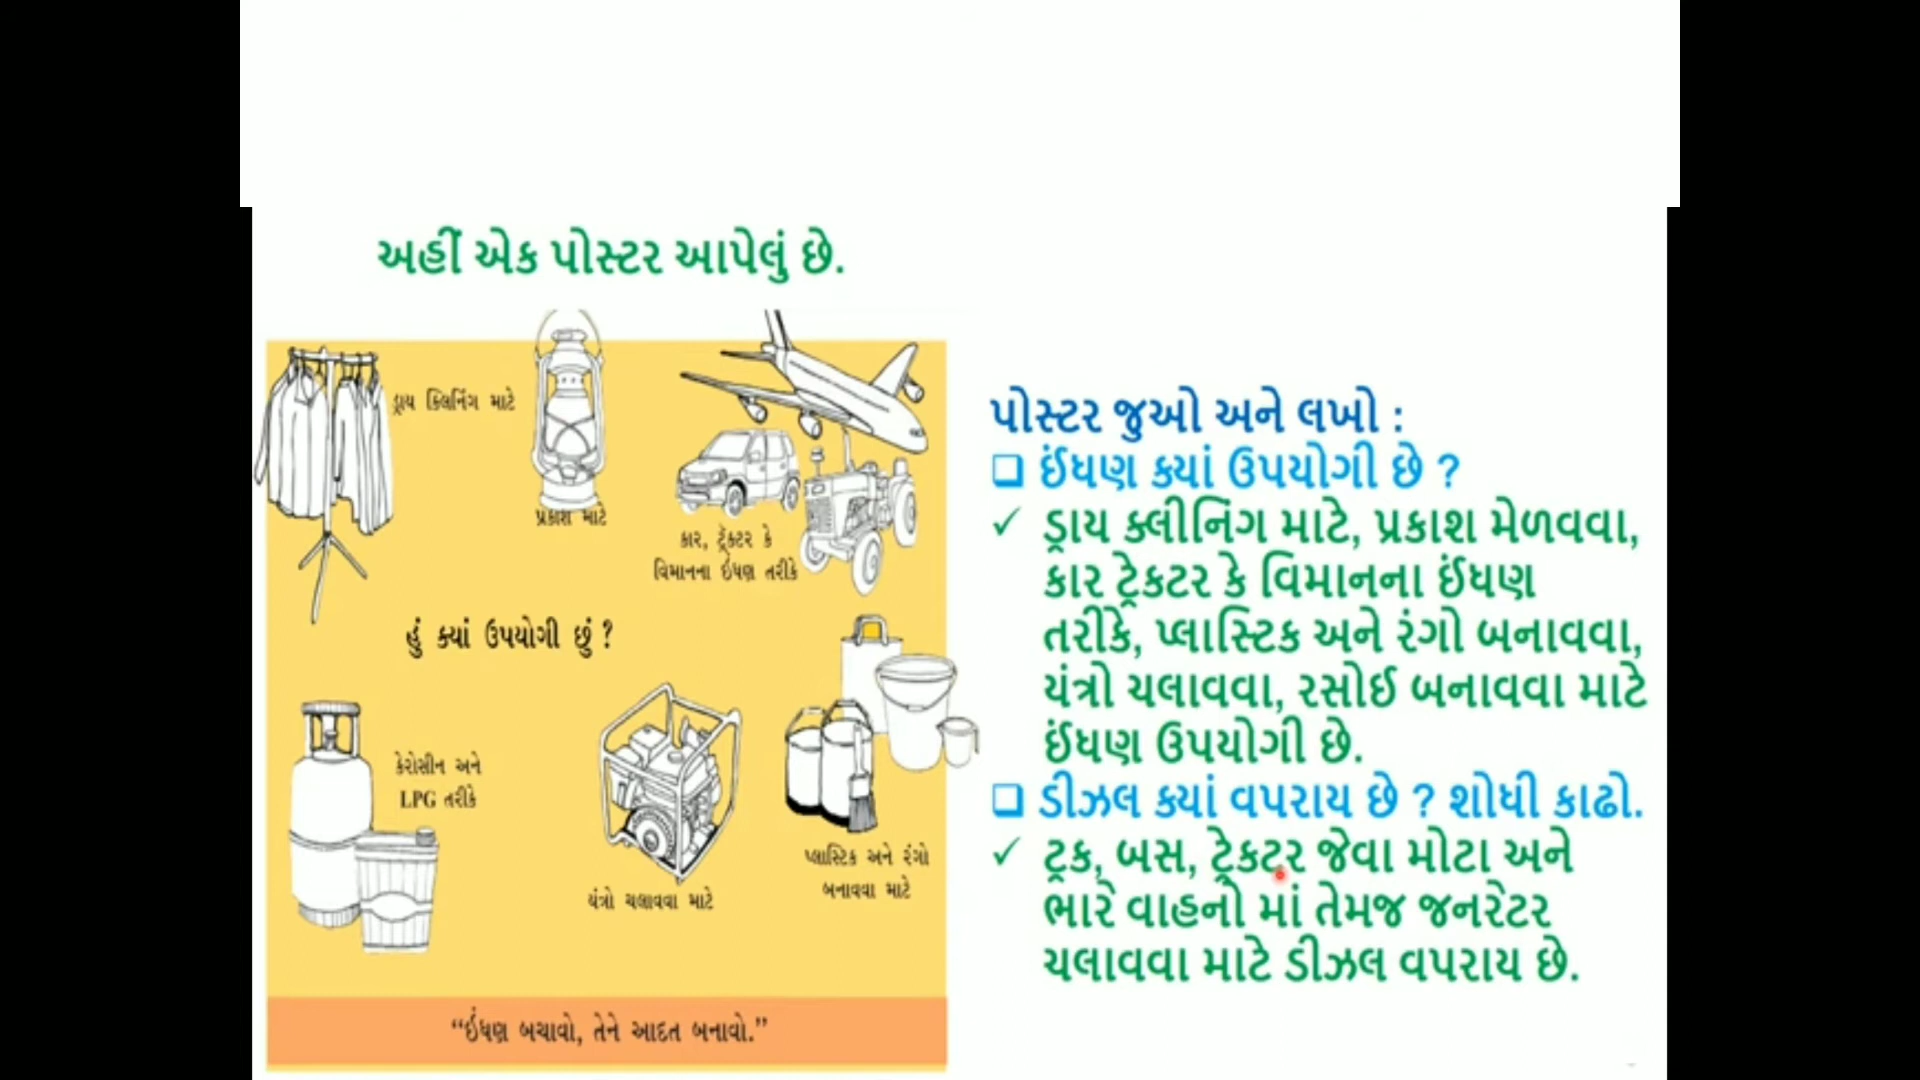 અહીં એક પોસ્ટર આપેલું છે.
ડ્રાય ક્લિનિંગ માટે
પ્રકાશ માટે
કાર, ટ્રૅક્ટર કે
વિમાનના ઇંધણ તરીકે
હું ક્યાં ઉપયોગી છું ?
કેરોસીન અને
LPG તરીકે
યંત્રો ચલાવવા માટે
પ્લાસ્ટિક અને રંગો
બનાવવા માટે
“ઇંધણ બચાવો, તેને આદત બનાવો.”
પોસ્ટર જુઓ અને લખો :
ઈંધણ ક્યાં ઉપયોગી છે ?
ડ્રાય ક્લીનિંગ માટે, પ્રકાશ મેળવવા,
કાર ટ્રેકટર કે વિમાનના ઈંધણ
તરીકે, પ્લાસ્ટિક અને રંગો બનાવવા,
યંત્રો ચલાવવા, રસોઈ બનાવવા માટે
ઈંધણ ઉપયોગી છે.
ડીઝલ ક્યાં વપરાય છે ? શોધી કાઢો.
ટ્રક, બસ, ટ્રેકટર જેવા મોટા અને
ભારે વાહનો માં તેમજ જનરેટર
ચલાવવા માટે ડીઝલ વપરાય છે.